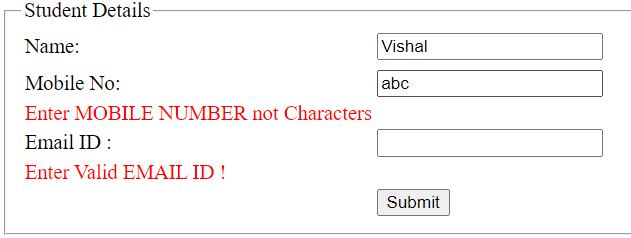 Student Details
Name: Vishal
Mobile No: abc
Enter MOBILE NUMBER not Characters
Email ID :
Enter Valid EMAIL ID !
Submit